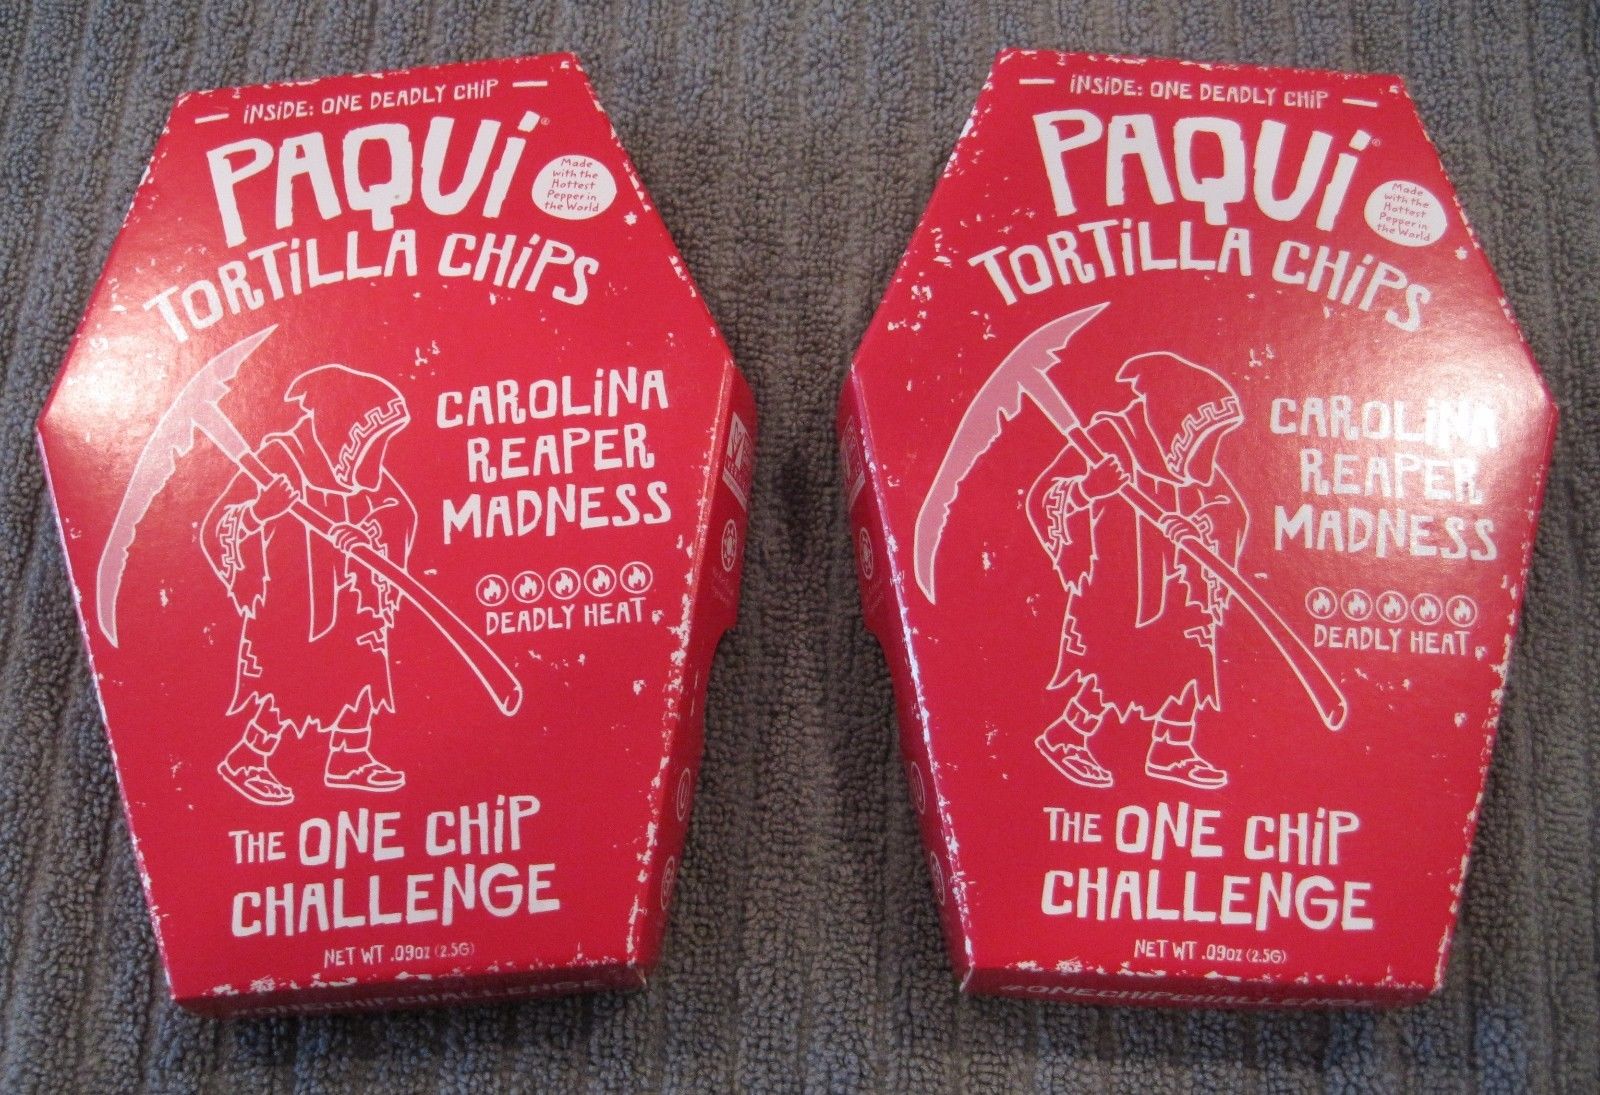 INSIDE: ONE DEADLY CHIP
PAQUI®
Made
with the
Hottest
Pepper in
the World
TORTILLA CHIPS
CAROLINA
REAPER
MADNESS
DEADLY HEAT
THE ONE CHIP
CHALLENGE
NET WT .09oz (2.5G)
#ONECHIPCHALLENGE
INSIDE: ONE DEADLY CHIP
PAQUI®
Made
with the
Hottest
Pepper in
the World
TORTILLA CHIPS
CAROLINA
REAPER
MADNESS
DEADLY HEAT
THE ONE CHIP
CHALLENGE
NET WT .09oz (2.5G)
#ONECHIPCHALLENGE